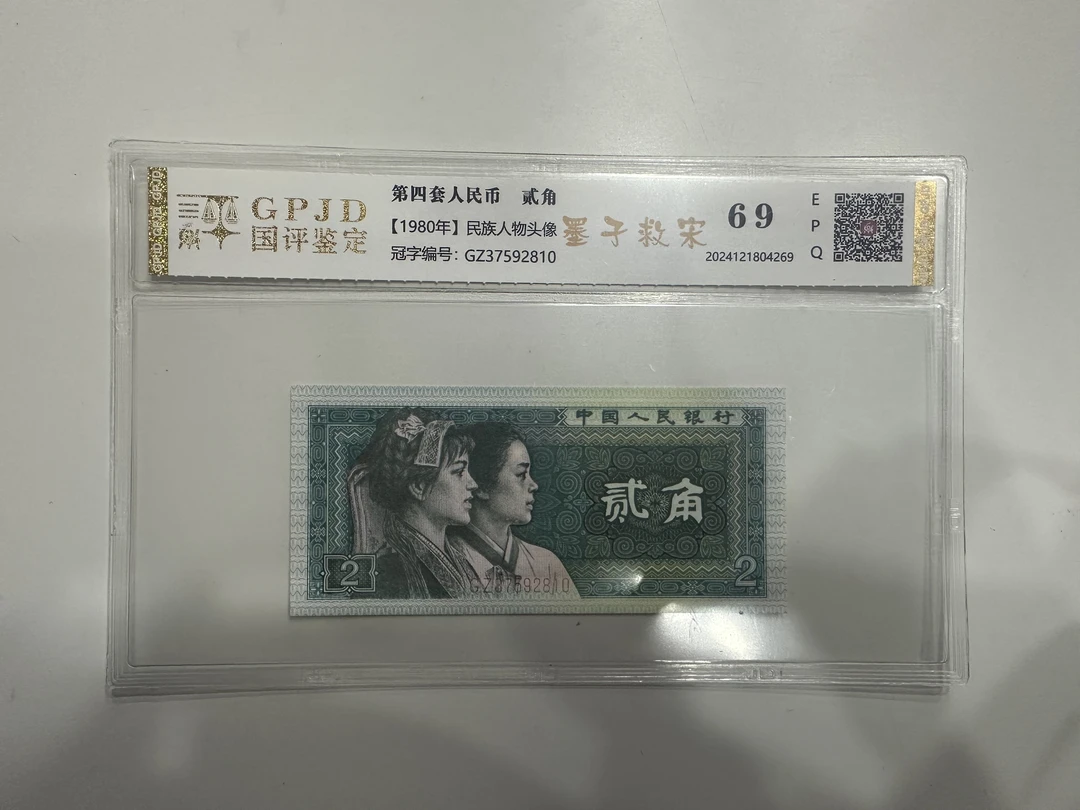 GPJD
国评鉴定
第四套人民币 贰角
【1980年】民族人物头像
冠字编号：GZ37592810
墨子救宋
69
2024121804269
E
P
Q
中国人民银行
贰角
2
GZ37592810
2